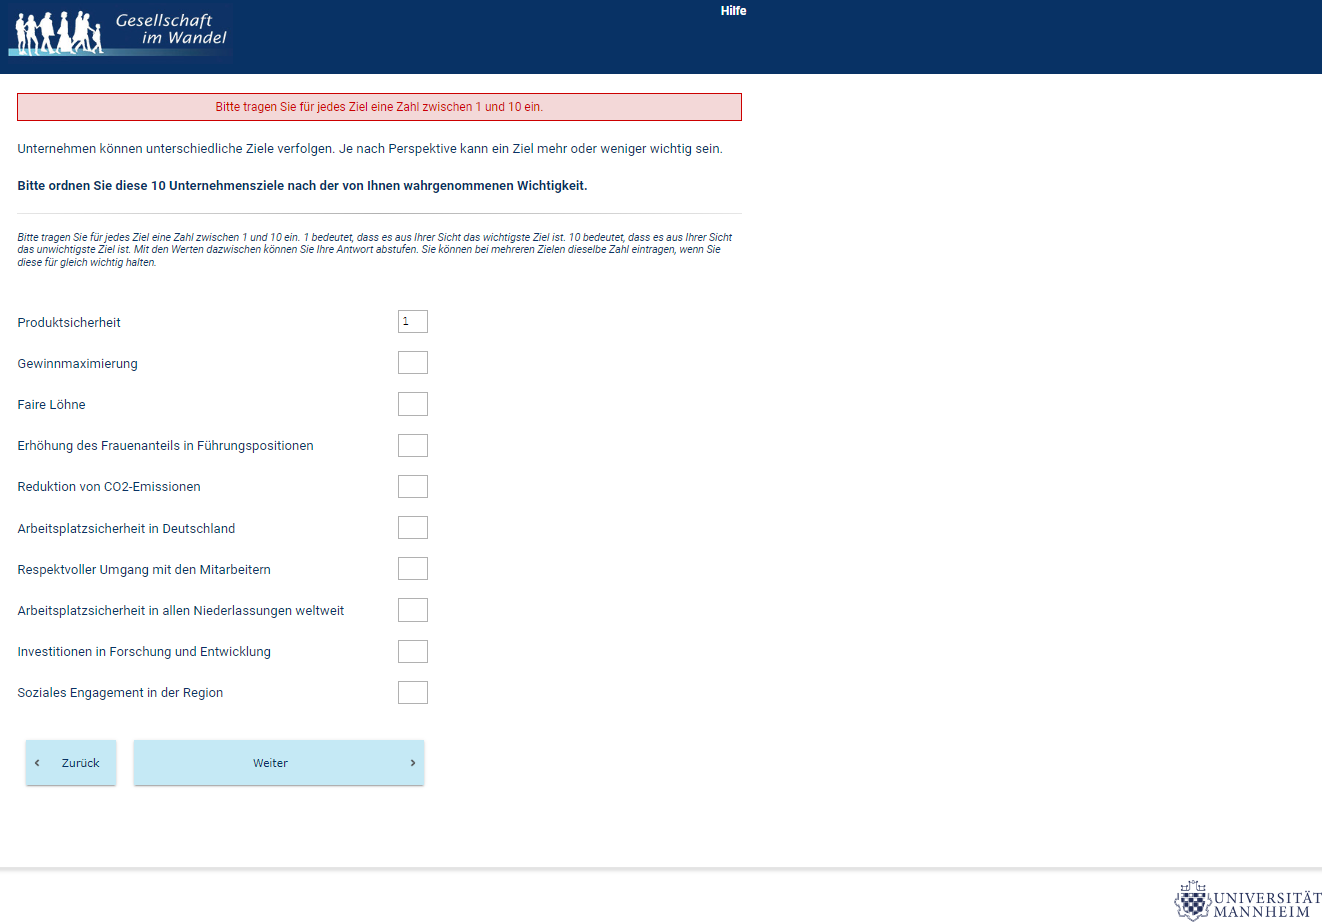 Gesellschaft
im Wandel
Hilfe
Bitte tragen Sie für jedes Ziel eine Zahl zwischen 1 und 10 ein.
Unternehmen können unterschiedliche Ziele verfolgen. Je nach Perspektive kann ein Ziel mehr oder weniger wichtig sein.
Bitte ordnen Sie diese 10 Unternehmensziele nach der von Ihnen wahrgenommenen Wichtigkeit.
Bitte tragen Sie für jedes Ziel eine Zahl zwischen 1 und 10 ein. 1 bedeutet, dass es aus Ihrer Sicht das wichtigste Ziel ist. 10 bedeutet, dass es aus Ihrer Sicht
das unwichtigste Ziel ist. Mit den Werten dazwischen können Sie Ihre Antwort abstufen. Sie können bei mehreren Zielen dieselbe Zahl eintragen, wenn Sie
diese für gleich wichtig halten.
Produktsicherheit 1
Gewinnmaximierung
Faire Löhne
Erhöhung des Frauenanteils in Führungspositionen
Reduktion von CO2-Emissionen
Arbeitsplatzsicherheit in Deutschland
Respektvoller Umgang mit den Mitarbeitern
Arbeitsplatzsicherheit in allen Niederlassungen weltweit
Investitionen in Forschung und Entwicklung
Soziales Engagement in der Region
‹ Zurück Weiter ›
UNIVERSITÄT
MANNHEIM